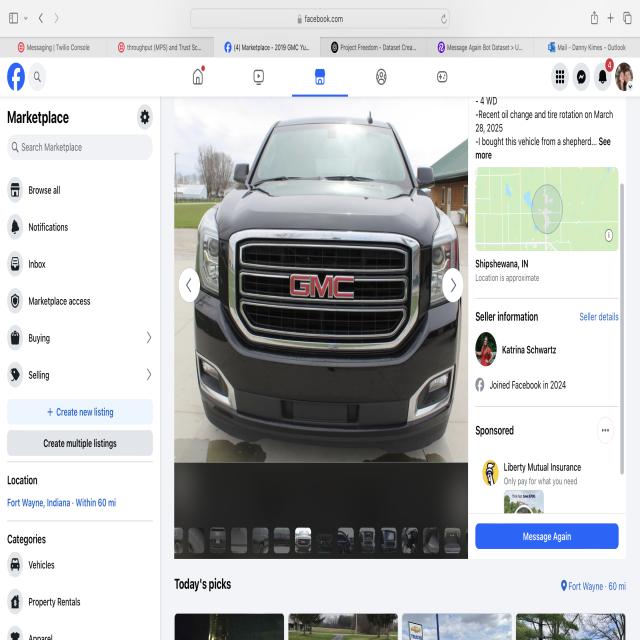 facebook.com
Messaging | Twilio Console
throughput (MPS) and Trust Sc...
(4) Marketplace - 2019 GMC Yu...
Project Freedom - Dataset Crea...
Message Again Bot Dataset > U...
Mail - Danny Kimes - Outlook
4
Marketplace
Search Marketplace
Browse all
Notifications
Inbox
Marketplace access
Buying
Selling
+ Create new listing
Create multiple listings
Location
Fort Wayne, Indiana · Within 60 mi
Categories
Vehicles
Property Rentals
Apparel
GMC
- 4 WD
-Recent oil change and tire rotation on March
28, 2025
-I bought this vehicle from a shepherd... See
more
Shipshewana, IN
Location is approximate
Seller information
Seller details
Katrina Schwartz
Joined Facebook in 2024
Sponsored
Liberty Mutual Insurance
Only pay for what you need
Message Again
Today's picks
Fort Wayne · 60 mi